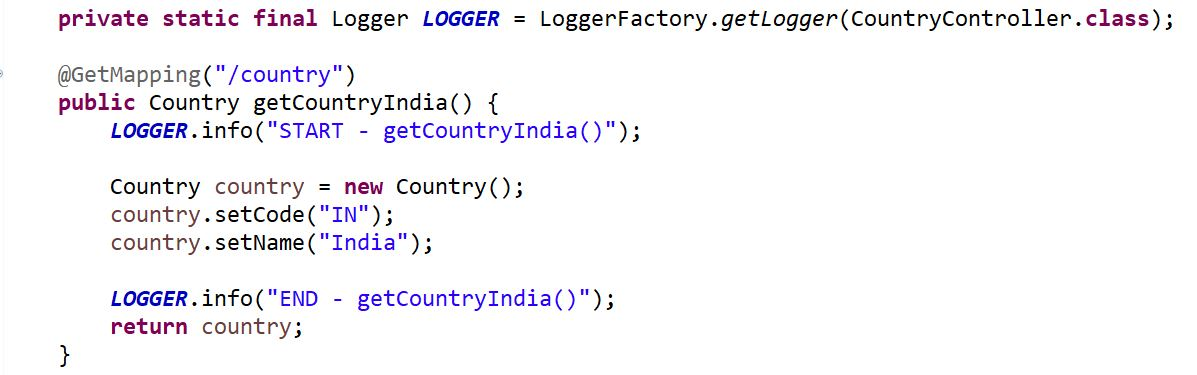 private static final Logger LOGGER = LoggerFactory.getLogger(CountryController.class);
@GetMapping("/country")
public Country getCountryIndia() {
LOGGER.info("START - getCountryIndia()");
Country country = new Country();
country.setCode("IN");
country.setName("India");
LOGGER.info("END - getCountryIndia()");
return country;
}